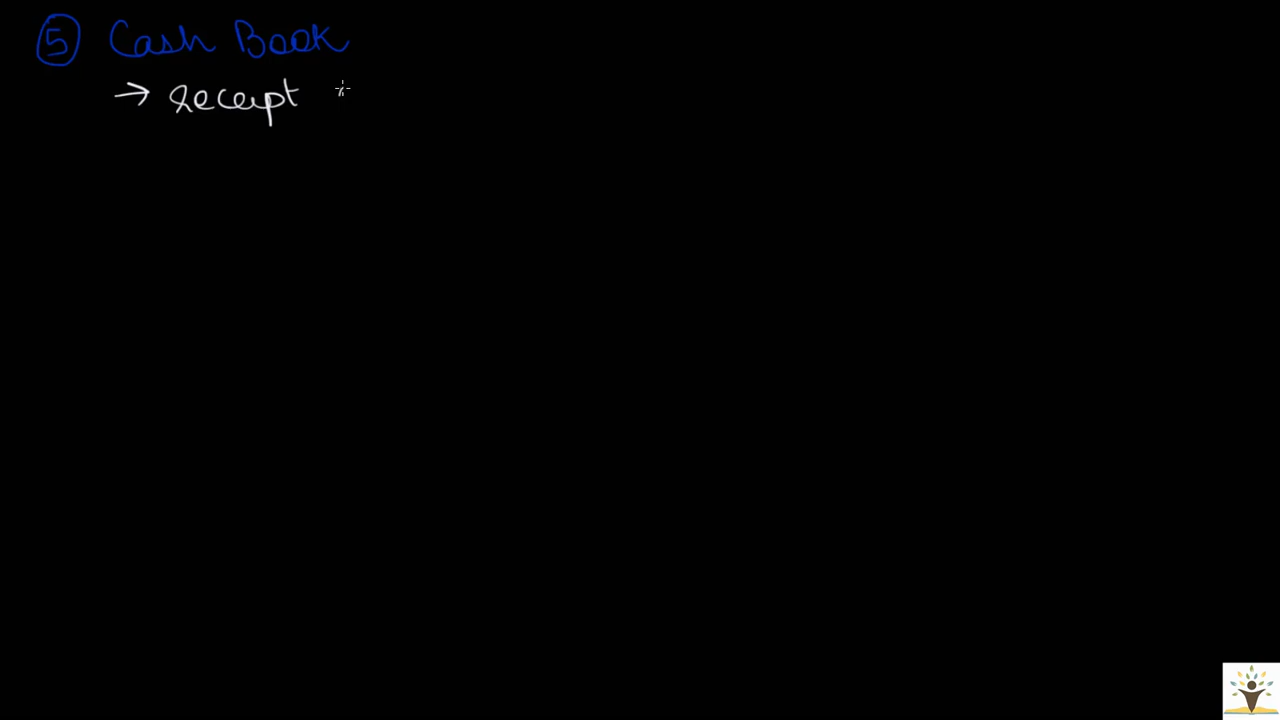 ⑤ Cash Book
→ receipt